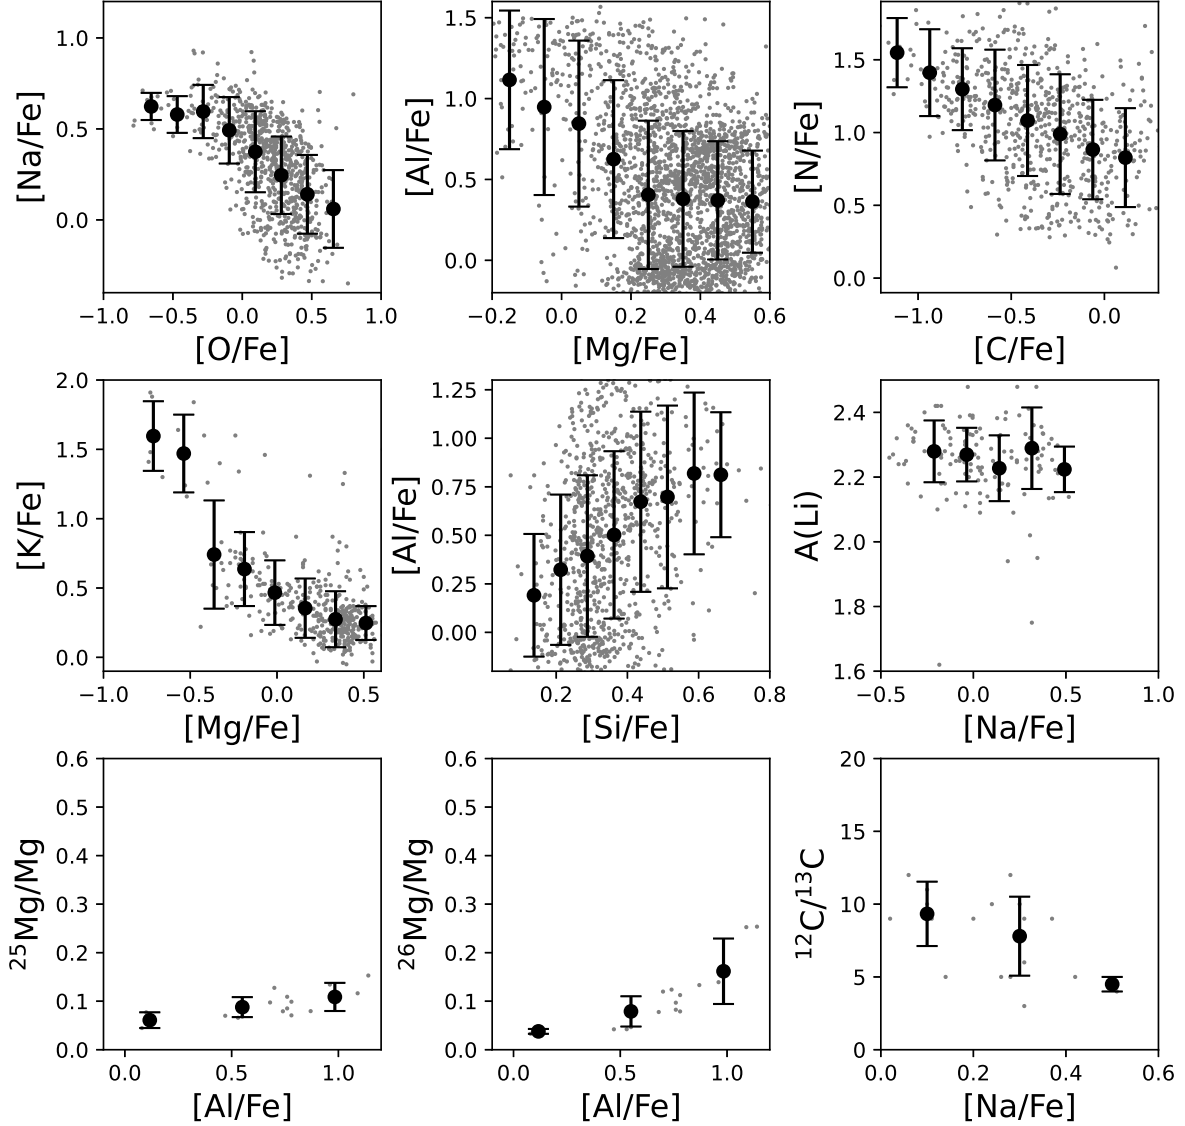 [Na/Fe]
1.0
0.5
0.0
−1.0 −0.5 0.0 0.5 1.0
[O/Fe]
[Al/Fe]
1.5
1.0
0.5
0.0
−0.2 0.0 0.2 0.4 0.6
[Mg/Fe]
[N/Fe]
1.5
1.0
0.5
0.0
−1.0 −0.5 0.0
[C/Fe]
[K/Fe]
2.0
1.5
1.0
0.5
0.0
−1.0 −0.5 0.0 0.5
[Mg/Fe]
[Al/Fe]
1.25
1.00
0.75
0.50
0.25
0.00
0.2 0.4 0.6 0.8
[Si/Fe]
A(Li)
2.4
2.2
2.0
1.8
1.6
−0.5 0.0 0.5 1.0
[Na/Fe]
²⁵Mg/Mg
0.6
0.5
0.4
0.3
0.2
0.1
0.0
0.0 0.5 1.0
[Al/Fe]
²⁶Mg/Mg
0.6
0.5
0.4
0.3
0.2
0.1
0.0
0.0 0.5 1.0
[Al/Fe]
¹²C/¹³C
20
15
10
5
0
0.0 0.2 0.4 0.6
[Na/Fe]